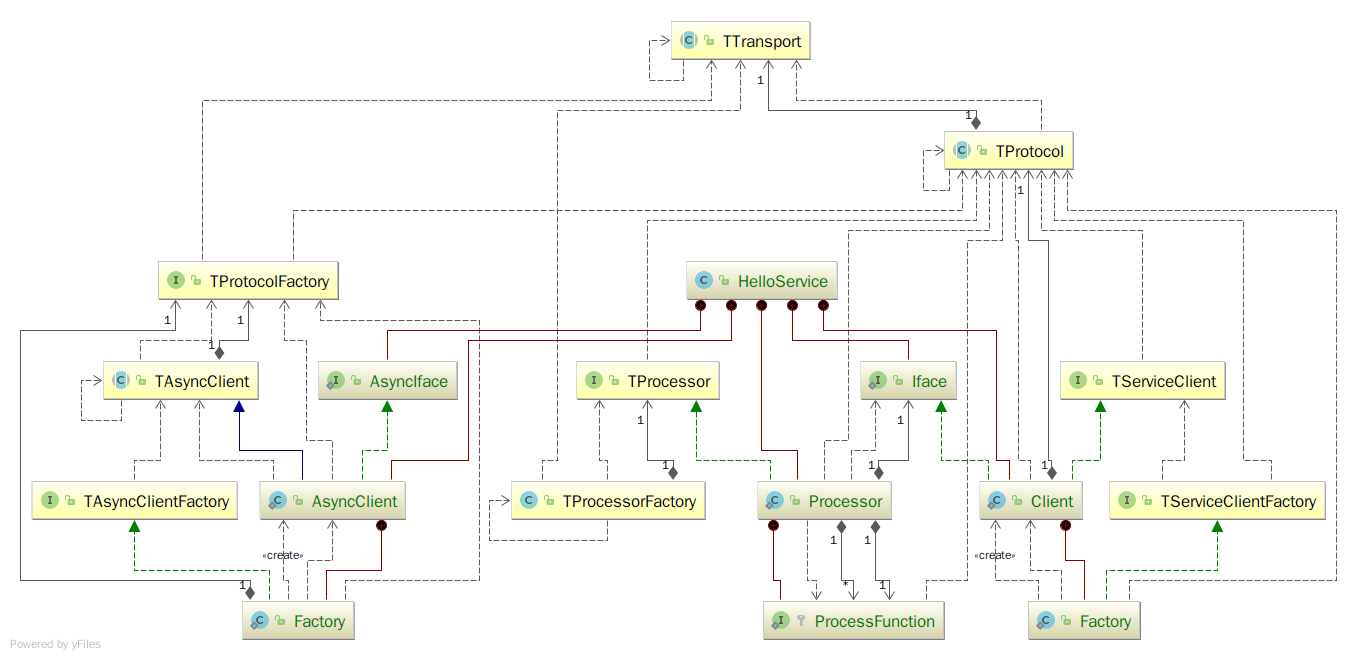 C TTransport
1
1
C TProtocol
1
I TProtocolFactory
C HelloService
1
1
1
C TAsyncClient
I AsyncIface
I TProcessor
I Iface
I TServiceClient
1
1
1
1
1
I TAsyncClientFactory
C AsyncClient
C TProcessorFactory
C Processor
C Client
I TServiceClientFactory
1
1
«create»
«create»
1
*
1
C Factory
I ProcessFunction
C Factory
Powered by yFiles